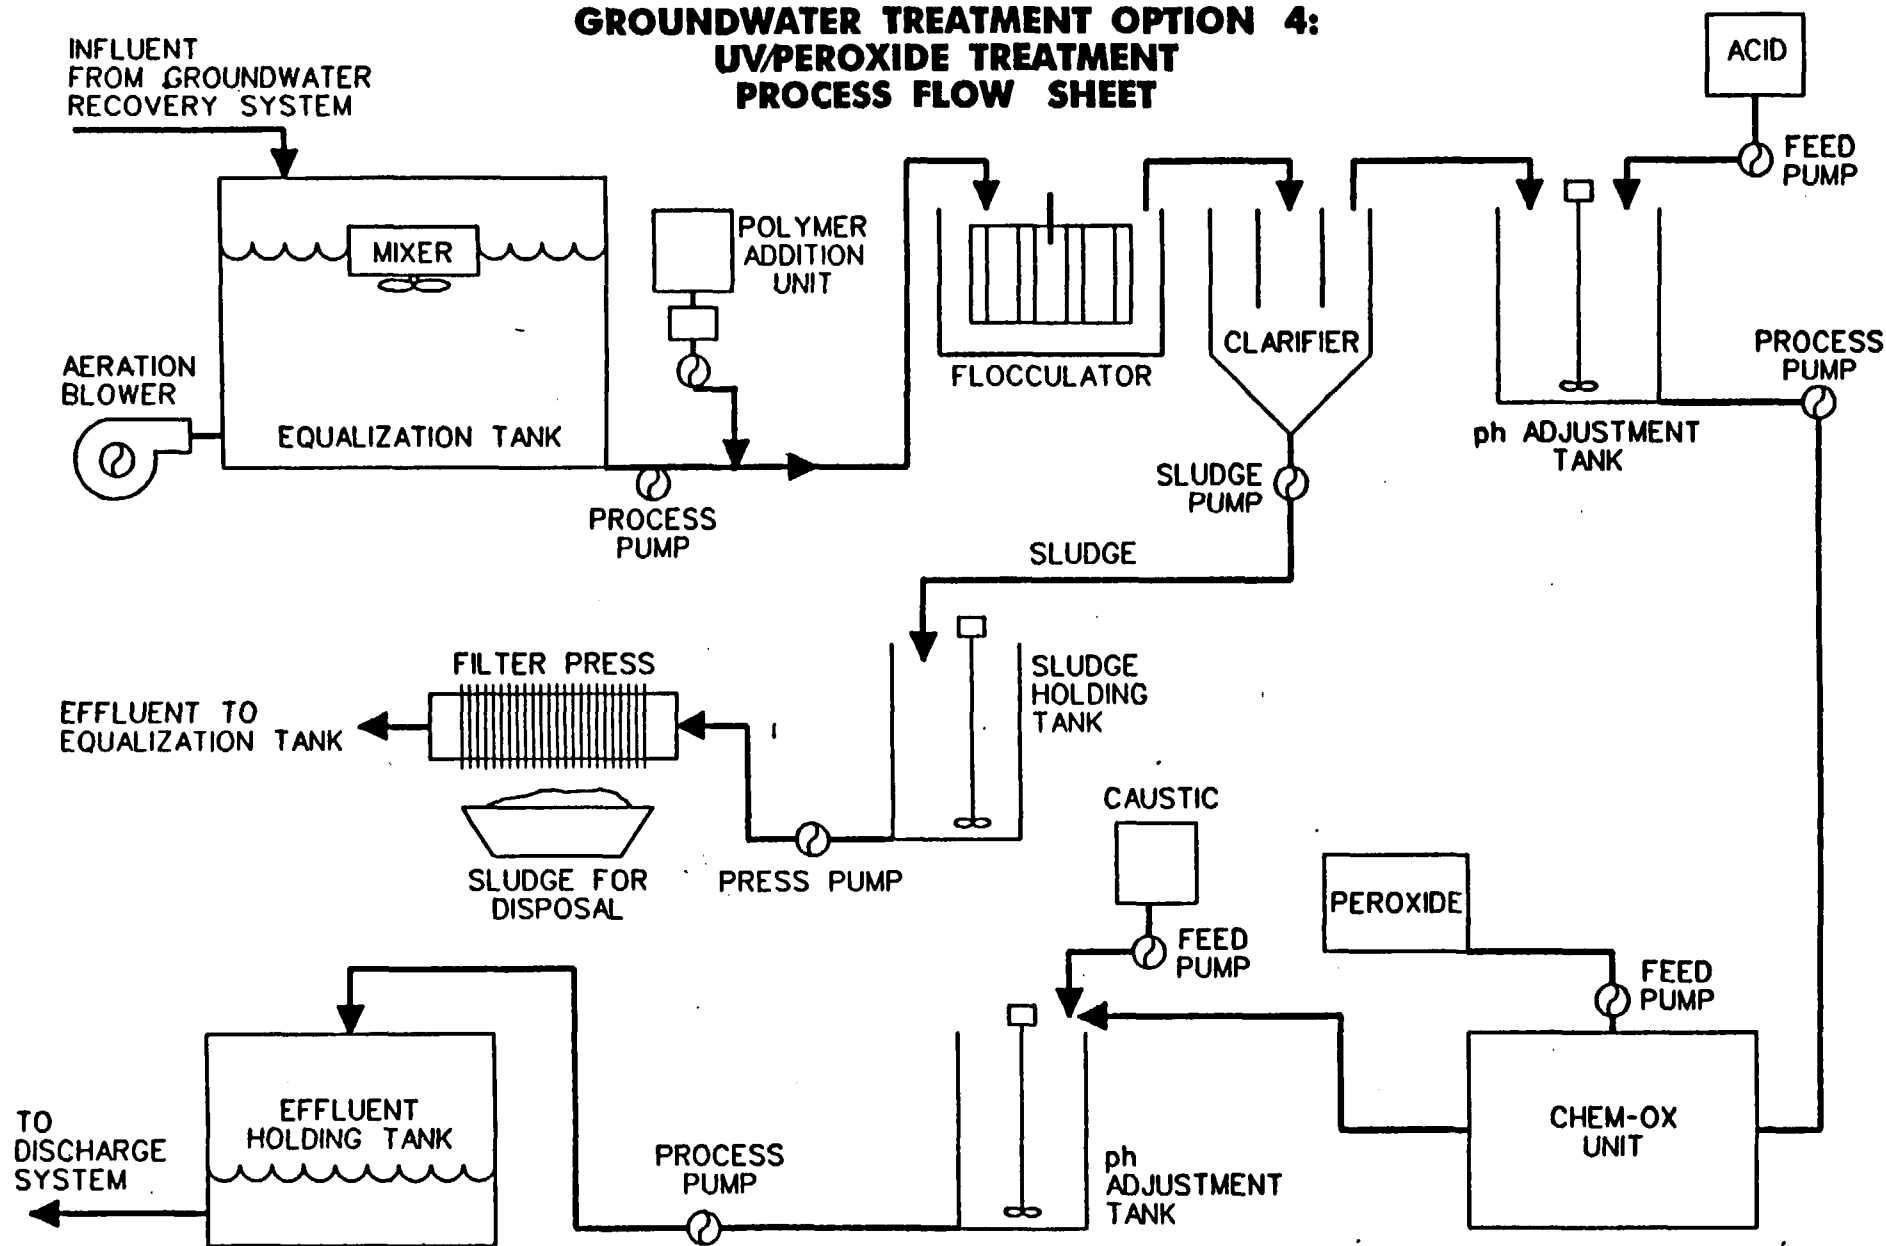 GROUNDWATER TREATMENT OPTION 4:
UV/PEROXIDE TREATMENT
PROCESS FLOW SHEET
INFLUENT
FROM GROUNDWATER
RECOVERY SYSTEM
ACID
FEED
PUMP
MIXER
POLYMER
ADDITION
UNIT
AERATION
BLOWER
EQUALIZATION TANK
PROCESS
PUMP
FLOCCULATOR
CLARIFIER
SLUDGE
PUMP
ph ADJUSTMENT
TANK
PROCESS
PUMP
SLUDGE
SLUDGE
HOLDING
TANK
FILTER PRESS
EFFLUENT TO
EQUALIZATION TANK
SLUDGE FOR
DISPOSAL
PRESS PUMP
CAUSTIC
FEED
PUMP
PEROXIDE
FEED
PUMP
CHEM-OX
UNIT
ph
ADJUSTMENT
TANK
PROCESS
PUMP
EFFLUENT
HOLDING TANK
TO
DISCHARGE
SYSTEM